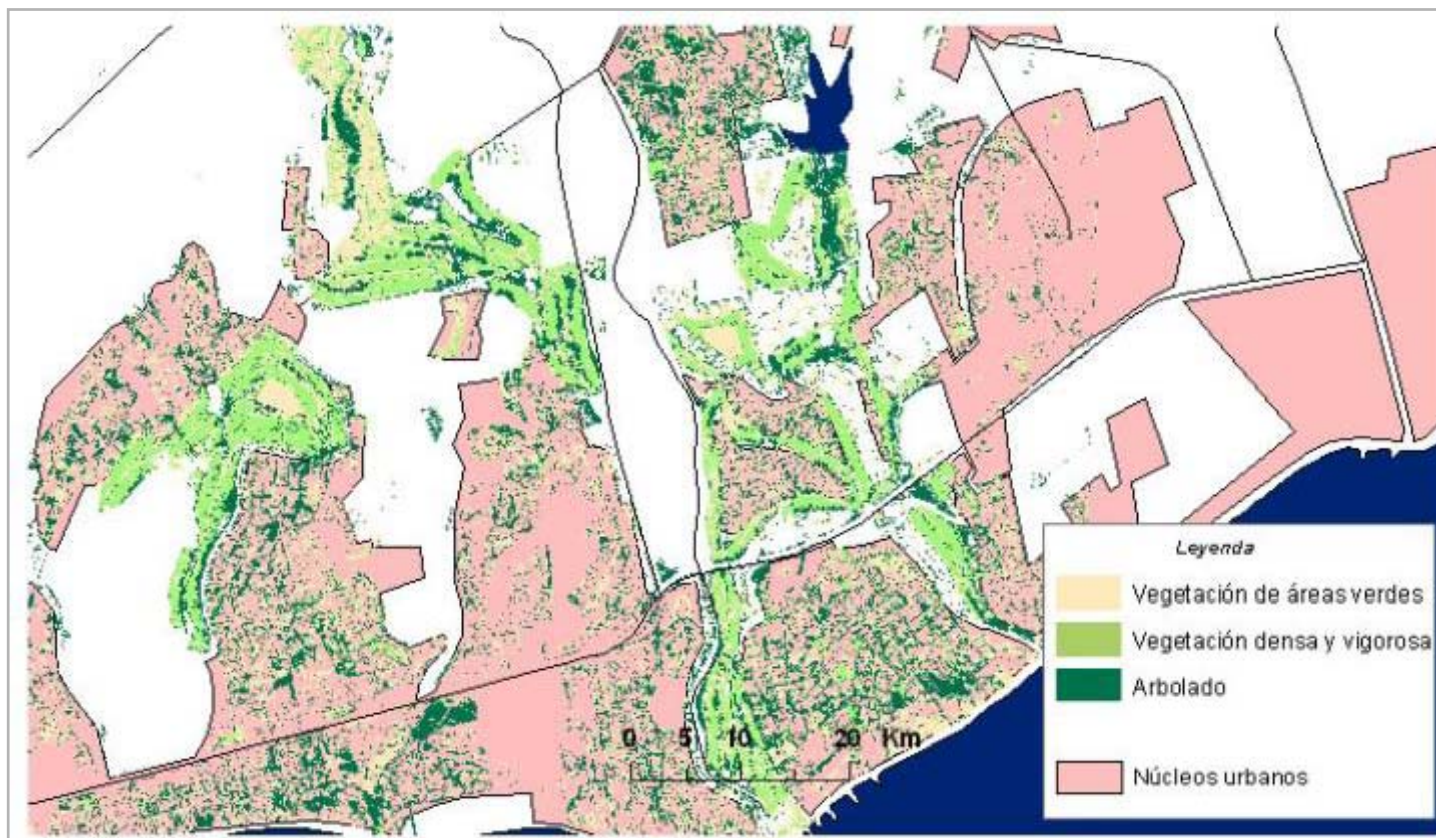 0 5 10 20 Km
Leyenda
Vegetación de áreas verdes
Vegetación densa y vigorosa
Arbolado
Núcleos urbanos